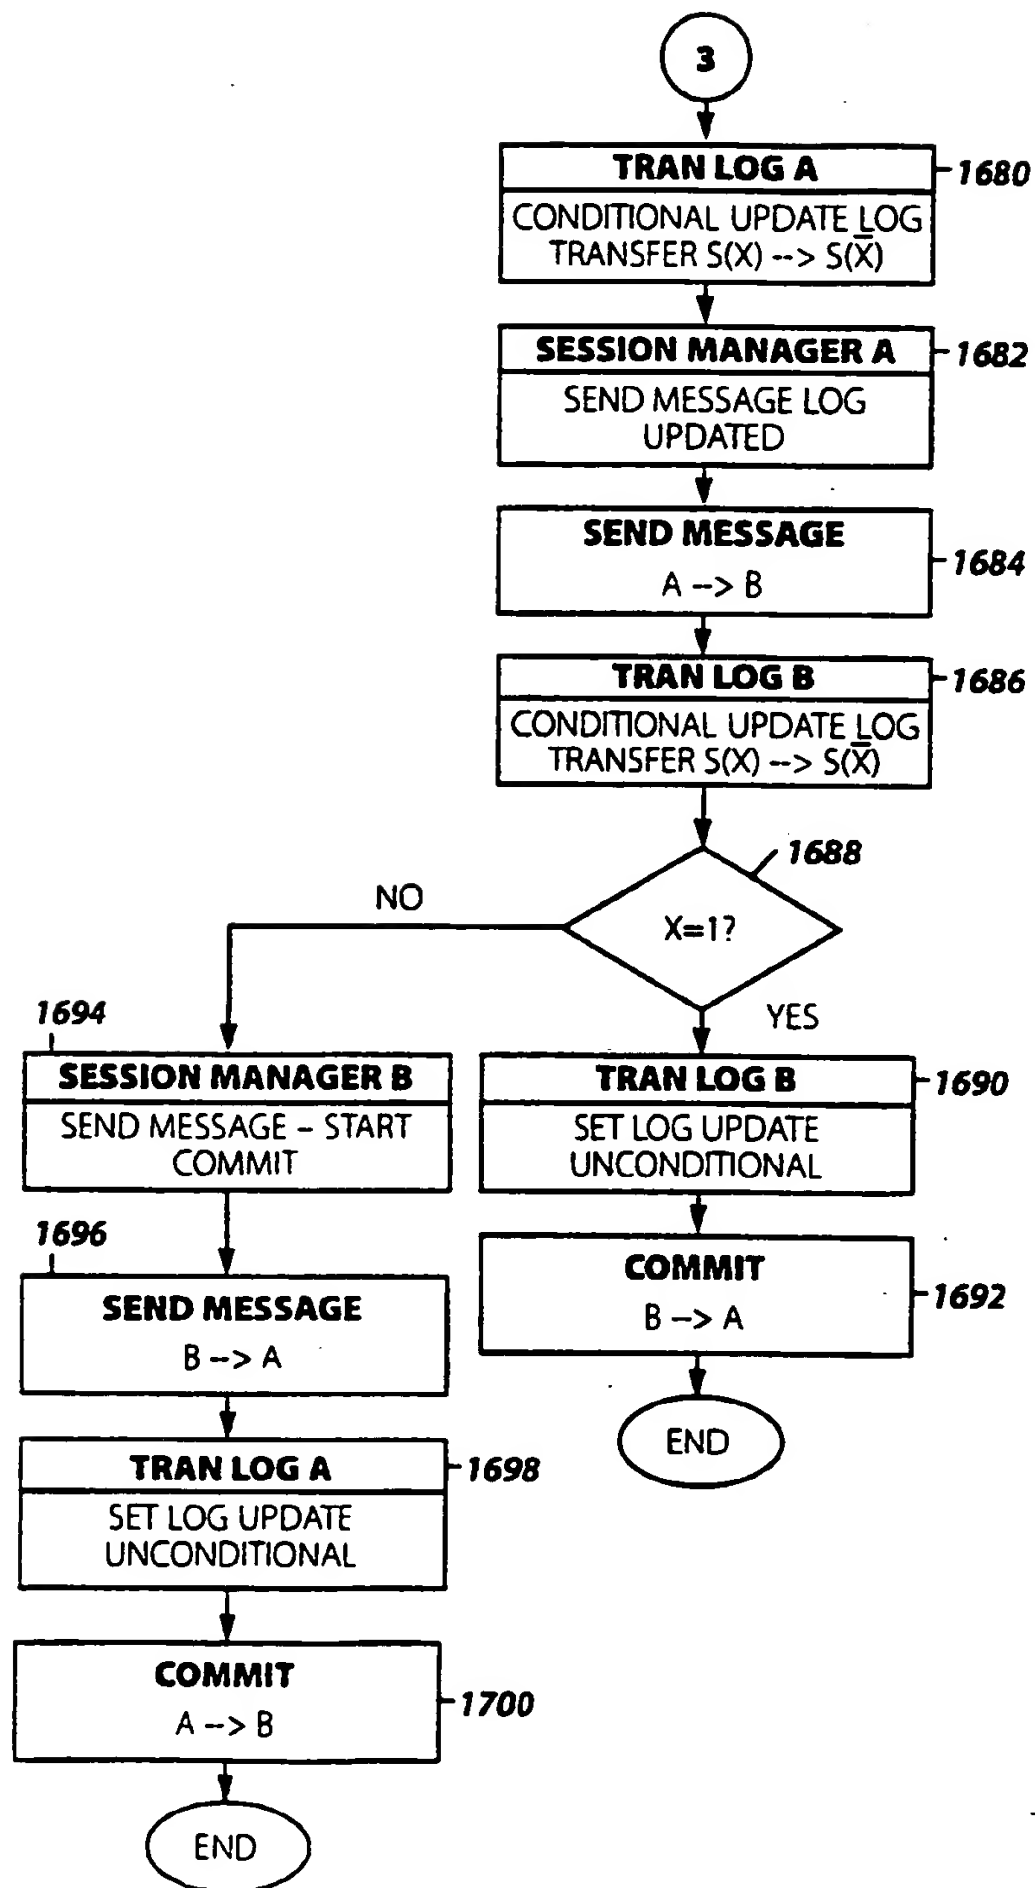 3
TRAN LOG A
1680
CONDITIONAL UPDATE LOG
TRANSFER S(X) --> S(X̅)
SESSION MANAGER A
1682
SEND MESSAGE LOG
UPDATED
SEND MESSAGE
1684
A --> B
TRAN LOG B
1686
CONDITIONAL UPDATE LOG
TRANSFER S(X) --> S(X̅)
1688
X=1?
NO
YES
1694
SESSION MANAGER B
SEND MESSAGE – START
COMMIT
1696
SEND MESSAGE
B --> A
TRAN LOG A
1698
SET LOG UPDATE
UNCONDITIONAL
COMMIT
1700
A --> B
END
TRAN LOG B
1690
SET LOG UPDATE
UNCONDITIONAL
COMMIT
1692
B --> A
END